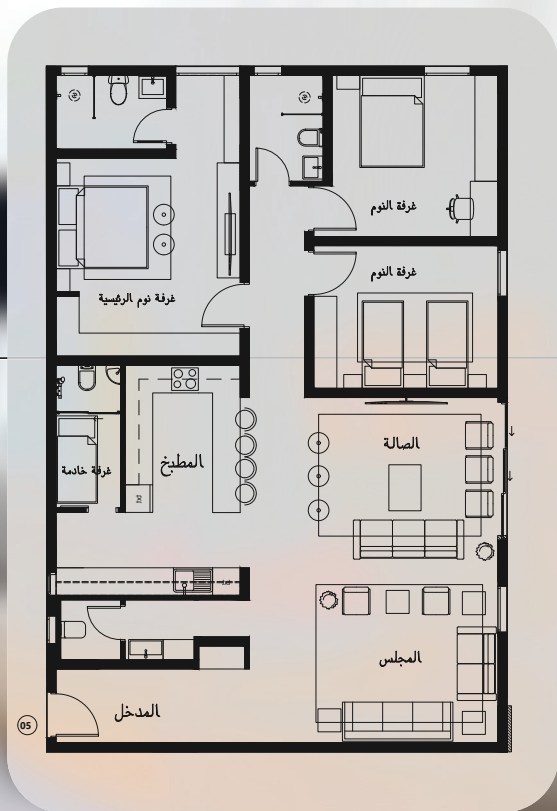 غرفة النوم
غرفة النوم
غرفة نوم الرئيسية
الصالة
المطبخ
غرفة خادمة
المجلس
المدخل
05